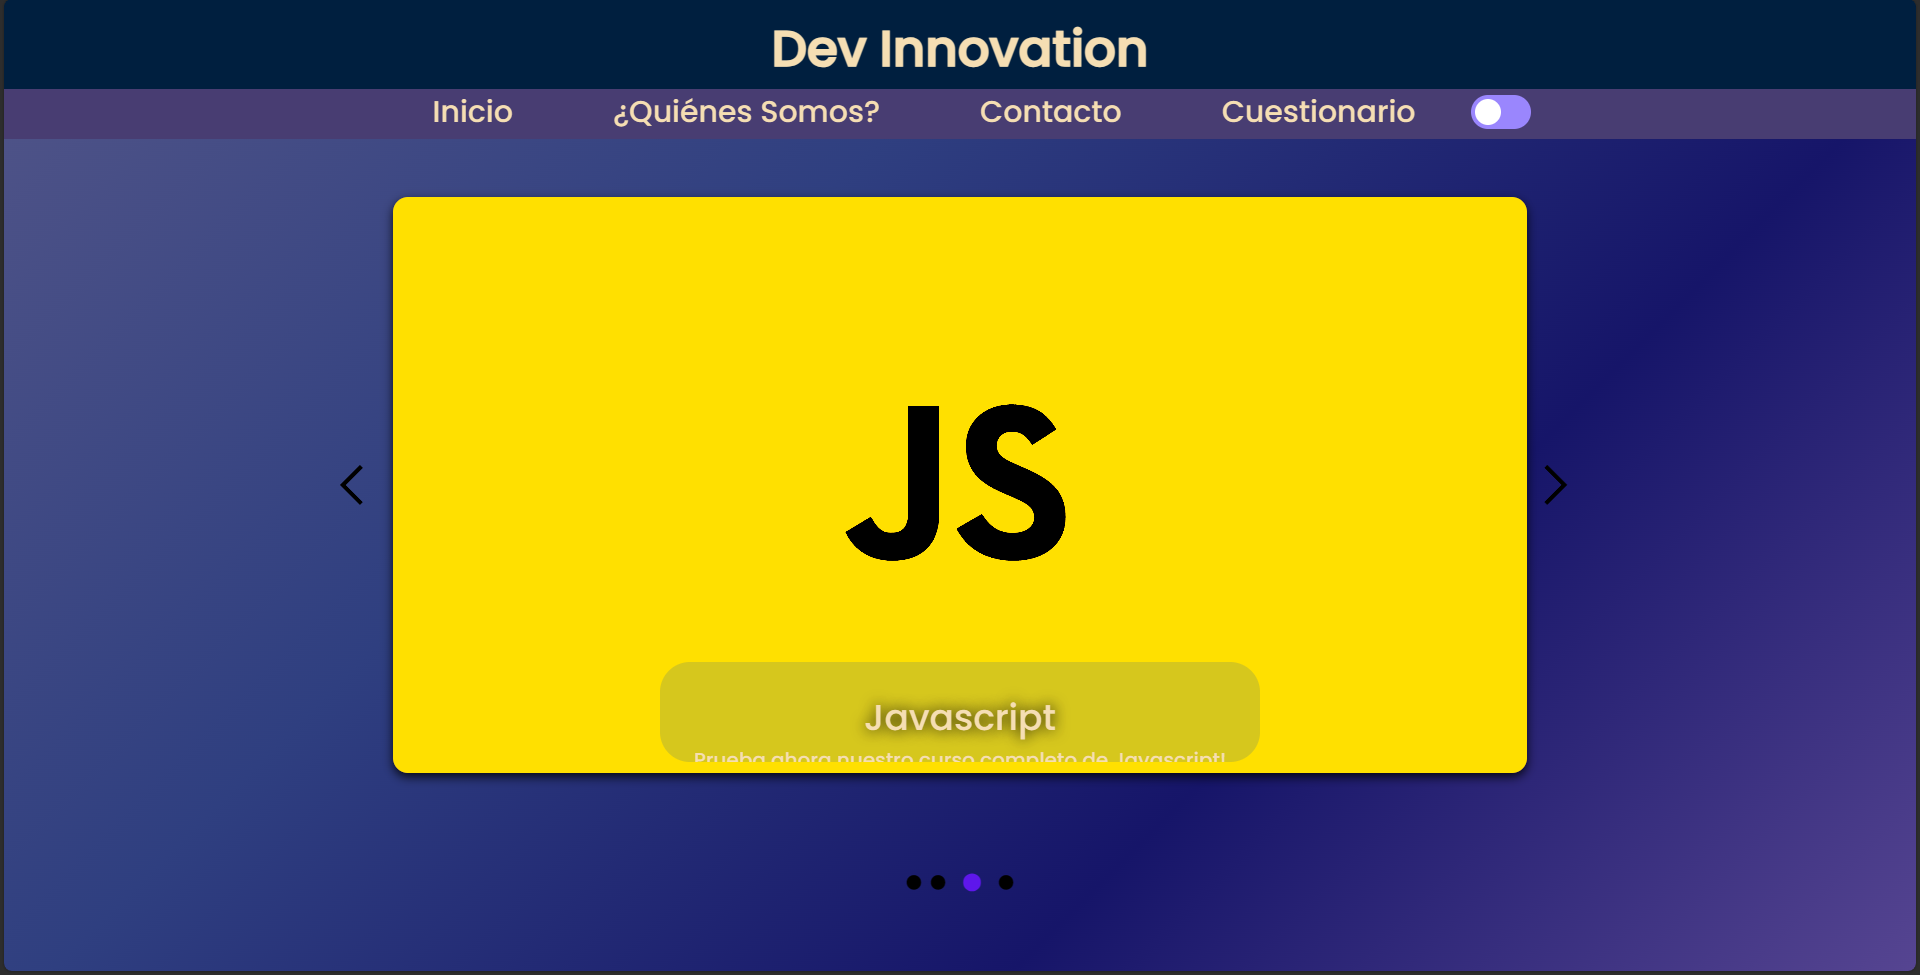 Dev Innovation
Inicio ¿Quiénes Somos? Contacto Cuestionario
JS
Javascript
Prueba ahora nuestro curso completo de Javascript!